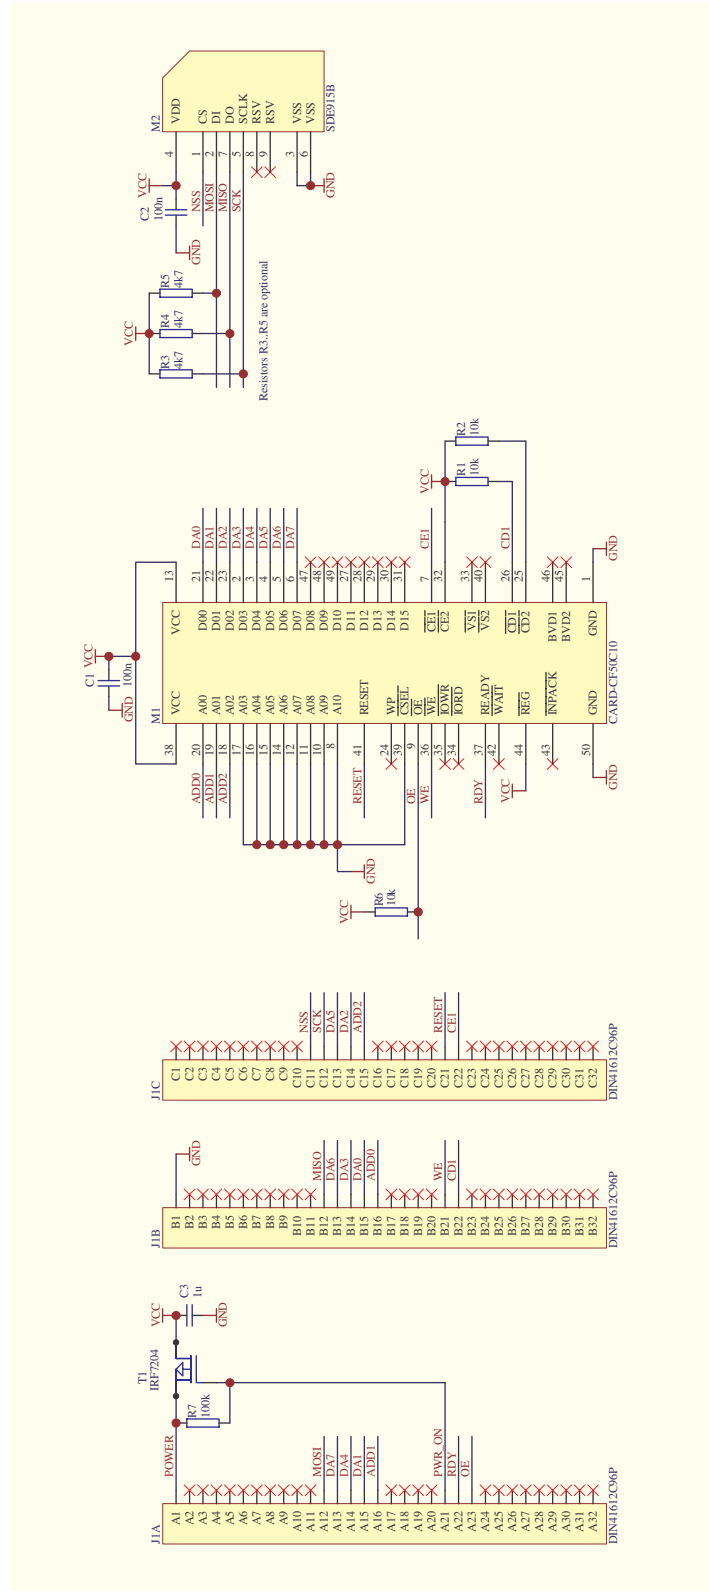 J1A
A1 POWER
A2
A3
A4
A5
A6
A7
A8
A9
A10
A11
A12 MOSI
A13 DA7
A14 DA4
A15 DA1
A16 ADD1
A17
A18
A19
A20
A21 PWR_ON
A22 RDY
A23 OE
A24
A25
A26
A27
A28
A29
A30
A31
A32
DIN41612C96P
T1
IRF7204
R7
100k
VCC
C3
1u
GND
J1B
B1
GND
B2
B3
B4
B5
B6
B7
B8
B9
B10
B11
B12 MISO
B13 DA6
B14 DA3
B15 DA0
B16 ADD0
B17
B18
B19
B20
B21 WE
B22 CD1
B23
B24
B25
B26
B27
B28
B29
B30
B31
B32
DIN41612C96P
J1C
C1
C2
C3
C4
C5
C6
C7
C8
C9
C10
C11 NSS
C12 SCK
C13 DA5
C14 DA2
C15 ADD2
C16
C17
C18
C19
C20
C21 RESET
C22 CE1
C23
C24
C25
C26
C27
C28
C29
C30
C31
C32
DIN41612C96P
VCC
R6
10k
GND
GND
C1
100n
VCC
M1
38 VCC
ADD0 20 A00
ADD1 19 A01
ADD2 18 A02
17 A03
16 A04
15 A05
14 A06
12 A07
11 A08
10 A09
8 A10
RESET 41 RESET
24 WP
39 CSEL
OE 9 OE
WE 36 WE
35 IOWR
34 IORD
RDY 37 READY
42 WAIT
VCC 44 REG
43 INPACK
GND 50 GND
VCC 13
D00 21 DA0
D01 22 DA1
D02 23 DA2
D03 2 DA3
D04 3 DA4
D05 4 DA5
D06 5 DA6
D07 6 DA7
D08 47
D09 48
D10 49
D11 27
D12 28
D13 29
D14 30
D15 31
CE1 7 CE1
CE2 32
VS1 33
VS2 40
CD1 26 CD1
CD2 25
BVD1 46
BVD2 45
GND 1 GND
CARD-CF50C10
VCC
R1
10k
R2
10k
VCC
R3
4k7
R4
4k7
R5
4k7
Resistors R3..R5 are optional
GND
C2
100n
VCC
M2
4 VDD
NSS 1 CS
MOSI 2 DI
MISO 7 DO
SCK 5 SCLK
8 RSV
9 RSV
3 VSS
6 VSS
GND
SDE915B